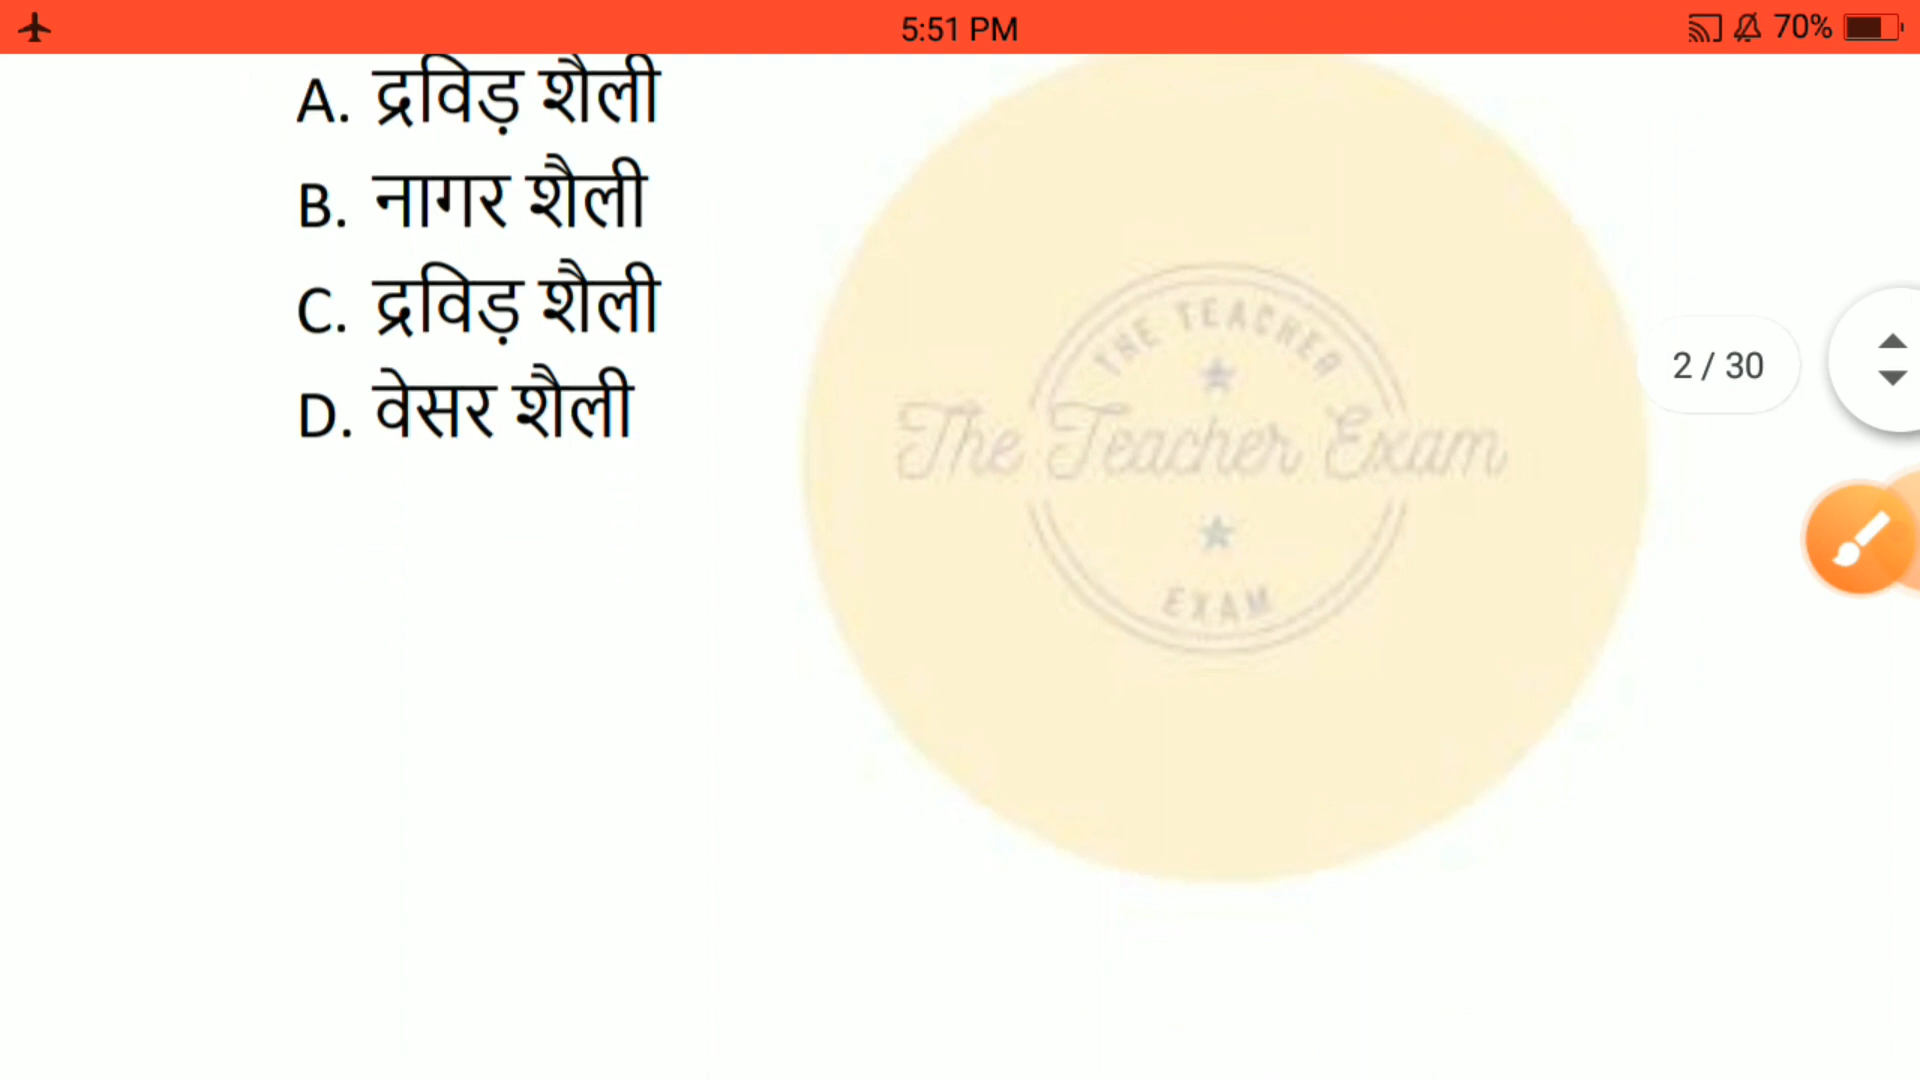 5:51 PM
70%
A. द्रविड़ शैली
B. नागर शैली
C. द्रविड़ शैली
D. वेसर शैली
2 / 30
THE TEACHER
The Teacher Exam
EXAM